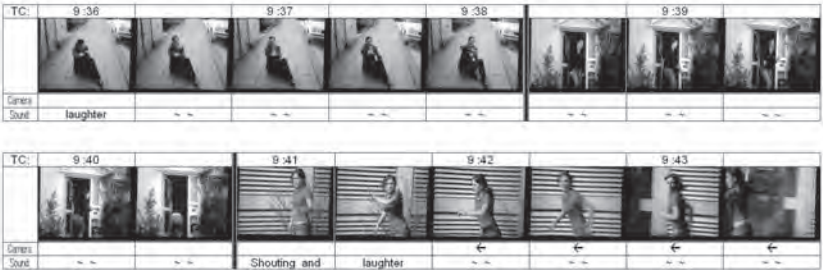 TC: 9:36 9:37 9:38 9:39
Camera
Sound: laughter ~ ~ ~ ~ ~ ~ ~ ~ ~ ~ ~ ~ ~ ~
TC: 9:40 9:41 9:42 9:43
Camera ← ← ← ←
Sound: ~ ~ ~ ~ Shouting and laughter ~ ~ ~ ~ ~ ~ ~ ~